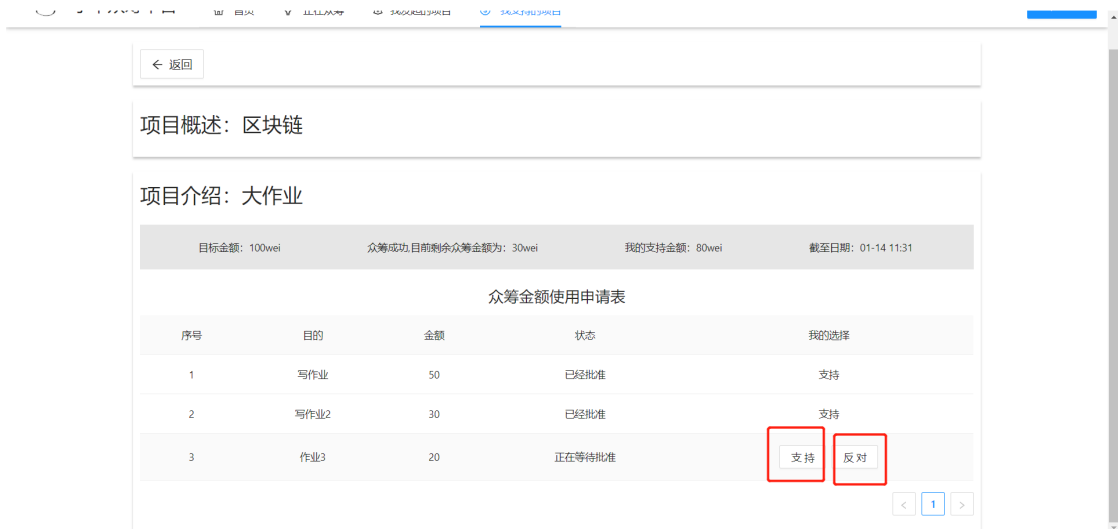 返回
项目概述：区块链
项目介绍：大作业
目标金额：100wei 众筹成功,目前剩余众筹金额为：30wei 我的支持金额：80wei 截至日期：01-14 11:31
众筹金额使用申请表
序号 目的 金额 状态 我的选择
1 写作业 50 已经批准 支持
2 写作业2 30 已经批准 支持
3 作业3 20 正在等待批准 支持 反对
< 1 >